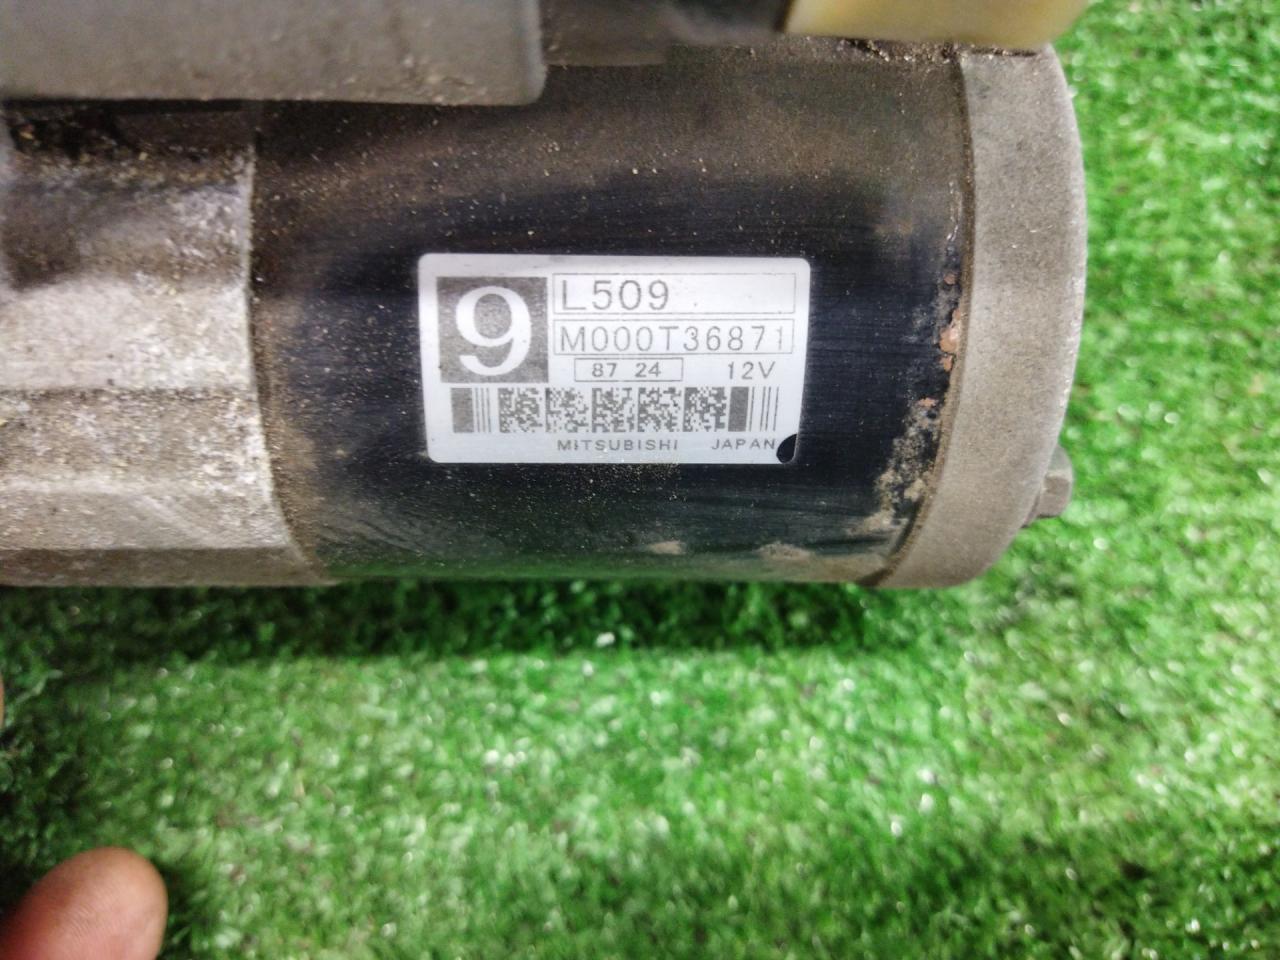 9
L509
M000T36871
87 24 12V
MITSUBISHI JAPAN